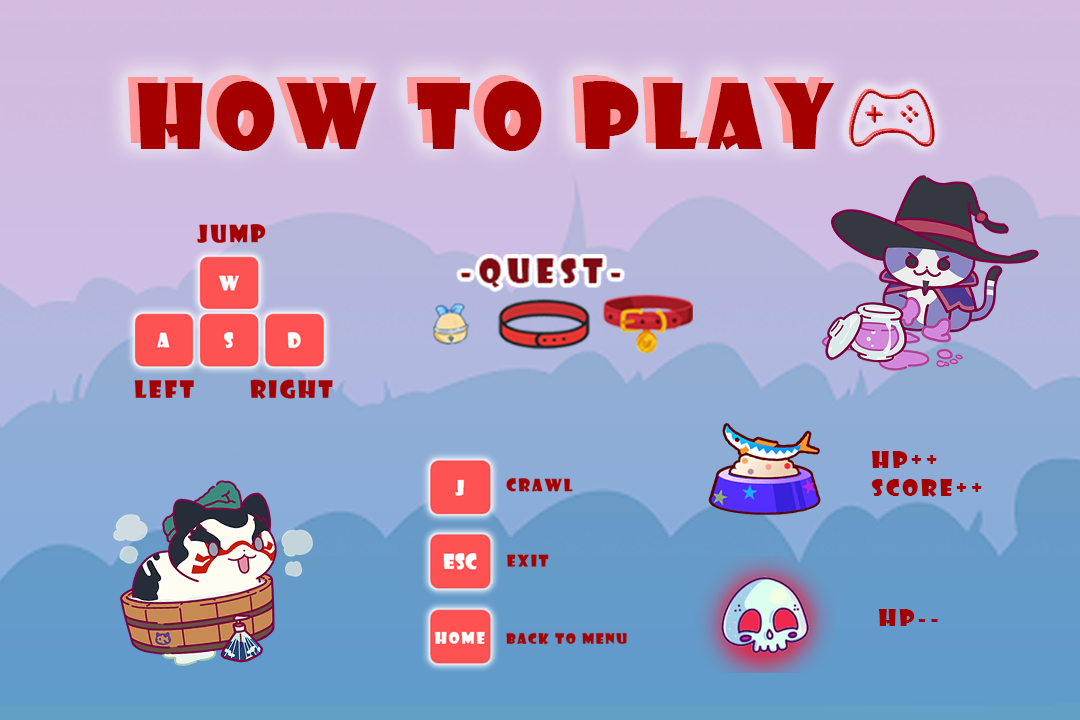 HOW TO PLAY
JUMP
W
A S D
LEFT RIGHT
-QUEST-
J CRAWL
ESC EXIT
HOME BACK TO MENU
HP++
SCORE++
HP--